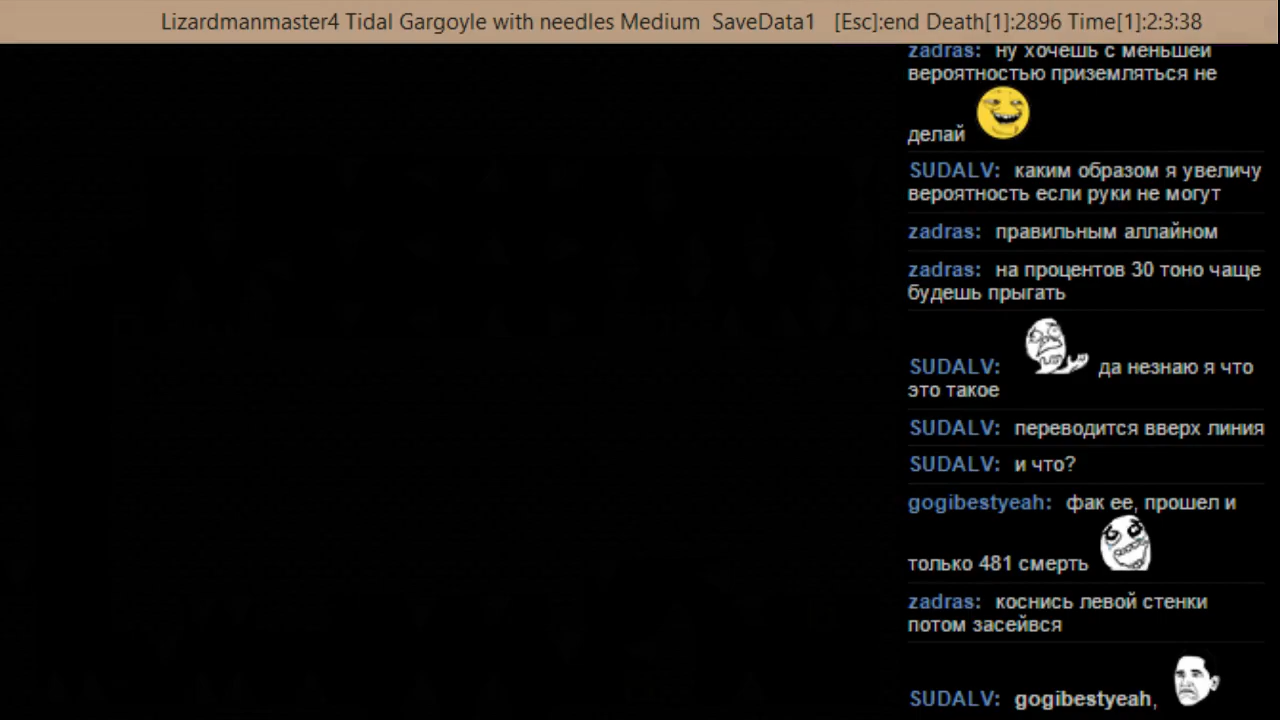 Lizardmanmaster4 Tidal Gargoyle with needles Medium  SaveData1   [Esc]:end Death[1]:2896 Time[1]:2:3:38
zadras: ну хочешь с меньшей
вероятностью приземляться не
делай
SUDALV: каким образом я увеличу
вероятность если руки не могут
zadras: правильным аллайном
zadras: на процентов 30 тоно чаще
будешь прыгать
SUDALV: да незнаю я что
это такое
SUDALV: переводится вверх линия
SUDALV: и что?
gogibestyeah: фак ее, прошел и
только 481 смерть
zadras: коснись левой стенки
потом засейвся
SUDALV: gogibestyeah,